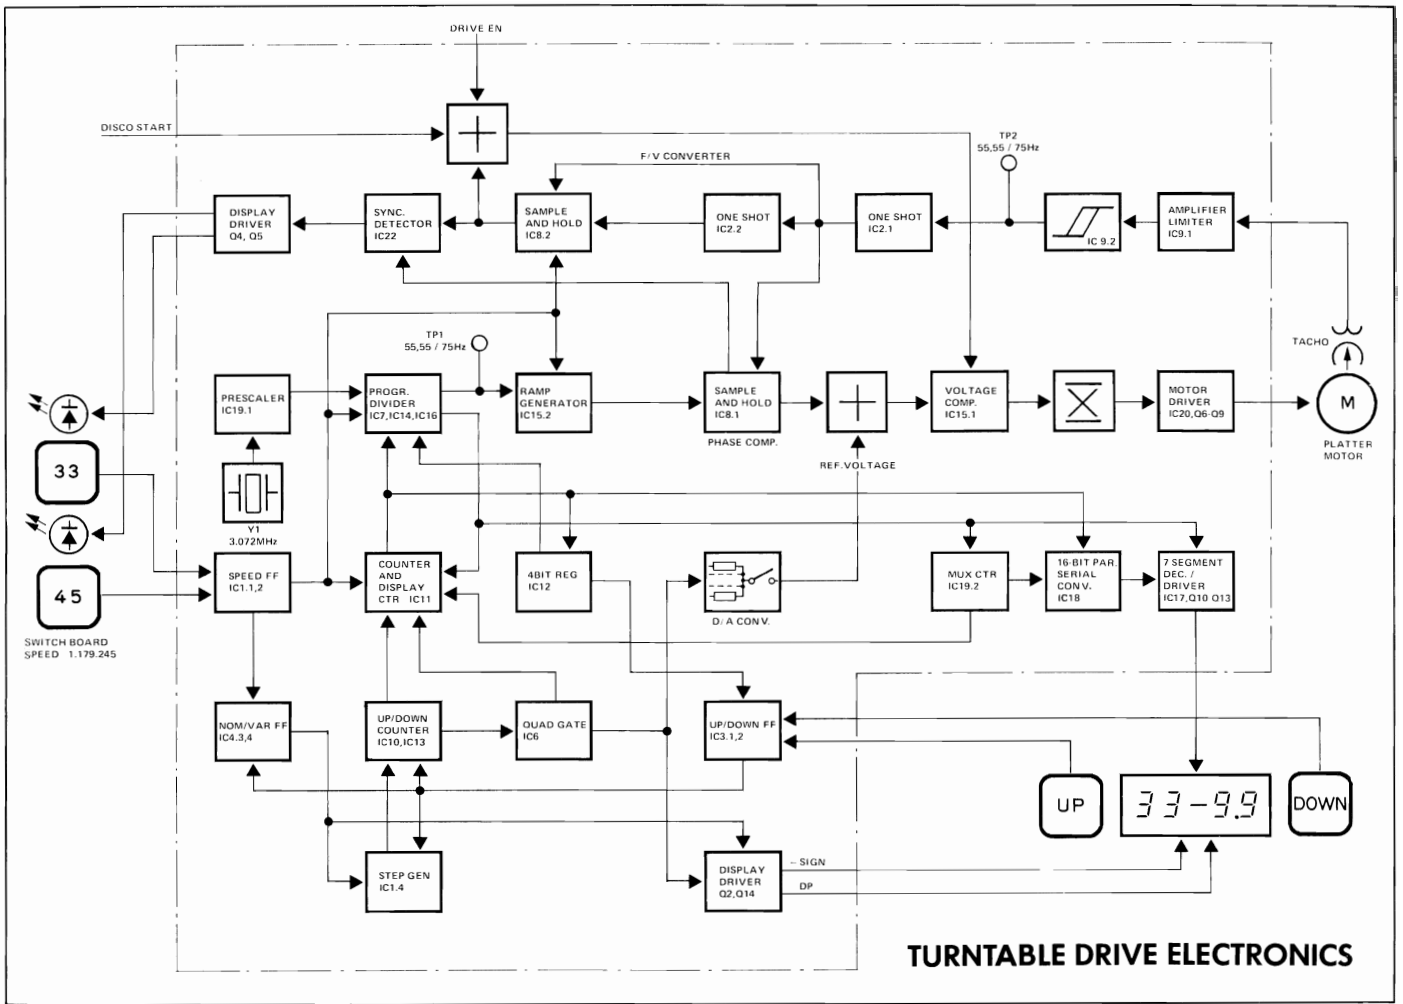 DRIVE EN
DISCO START
TP2
55,55 / 75Hz
F/V CONVERTER
DISPLAY
DRIVER
Q4, Q5
SYNC.
DETECTOR
IC22
SAMPLE
AND HOLD
IC8.2
ONE SHOT
IC2.2
ONE SHOT
IC2.1
IC 9.2
AMPLIFIER
LIMITER
IC9.1
TACHO
TP1
55,55 / 75Hz
PRESCALER
IC19.1
PROGR.
DIVIDER
IC7,IC14,IC16
RAMP
GENERATOR
IC15.2
SAMPLE
AND HOLD
IC8.1
PHASE COMP.
REF.VOLTAGE
VOLTAGE
COMP.
IC15.1
MOTOR
DRIVER
IC20,Q6-Q9
M
PLATTER
MOTOR
33
Y1
3.072MHz
45
SWITCH BOARD
SPEED 1.179.245
SPEED FF
IC1.1,2
COUNTER
AND
DISPLAY
CTR IC11
4BIT REG
IC12
D/A CONV.
MUX CTR
IC19.2
16-BIT PAR.
SERIAL
CONV.
IC18
7 SEGMENT
DEC. /
DRIVER
IC17,Q10 Q13
NOM/VAR FF
IC4.3,4
UP/DOWN
COUNTER
IC10,IC13
QUAD GATE
IC6
UP/DOWN FF
IC3.1,2
UP
33-9.9
DOWN
STEP GEN
IC1.4
DISPLAY
DRIVER
Q2,Q14
- SIGN
DP
TURNTABLE DRIVE ELECTRONICS